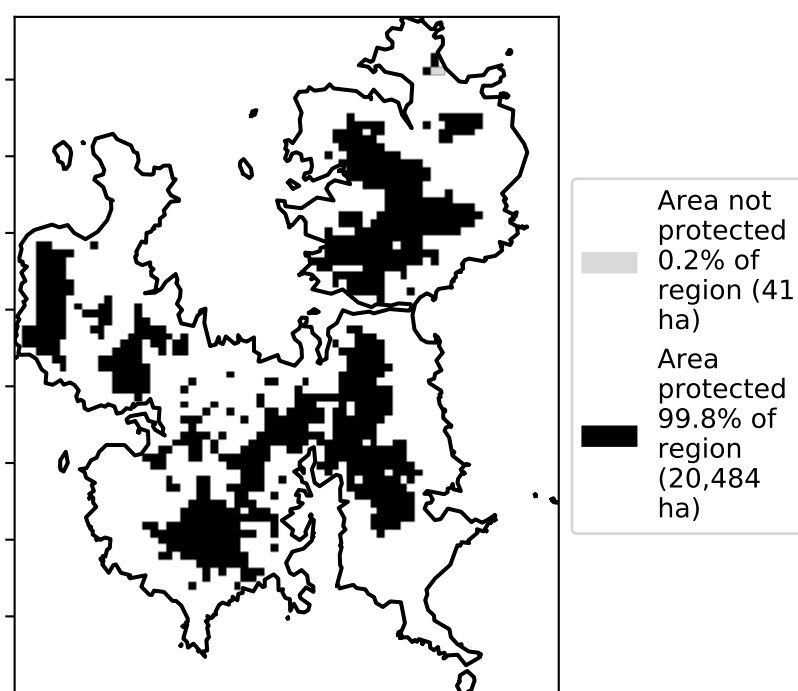 Area not
protected
0.2% of
region (41
ha)
Area
protected
99.8% of
region
(20,484
ha)